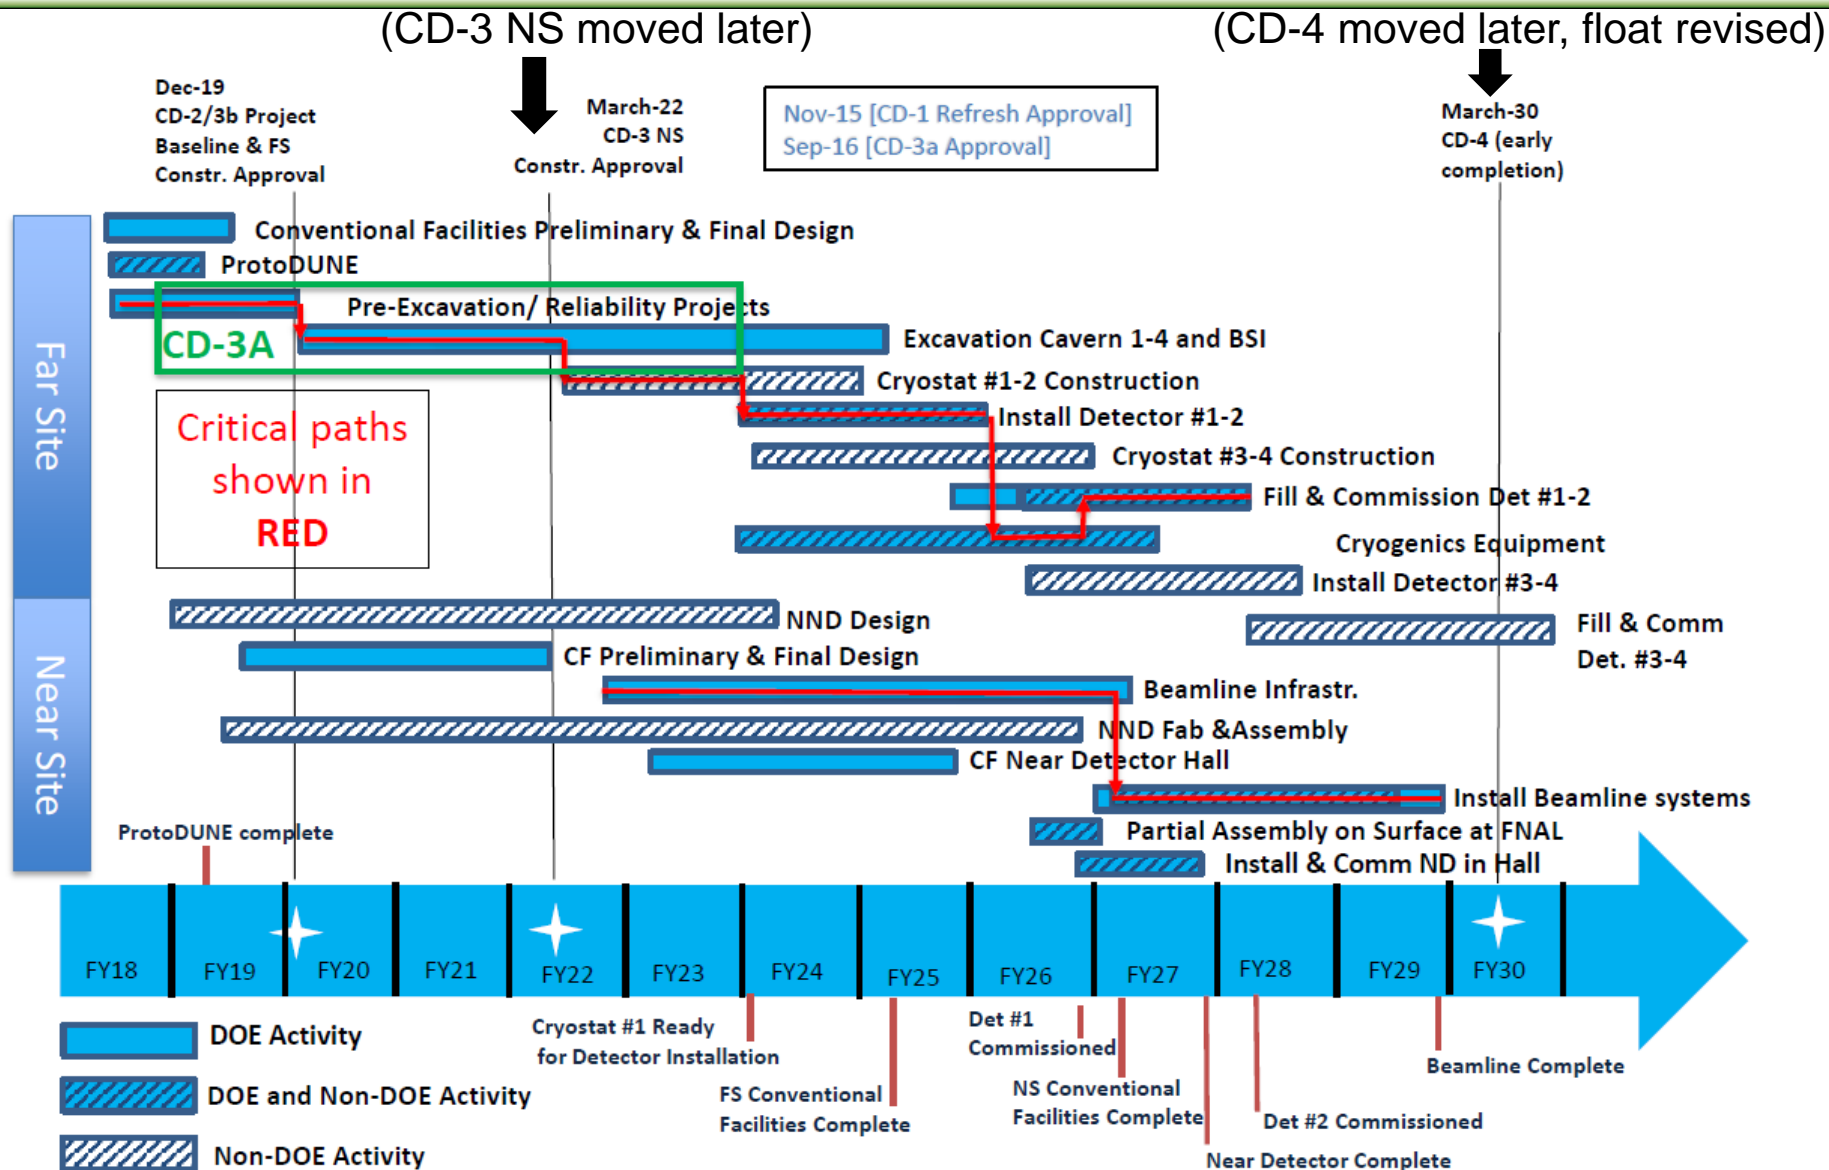 (CD-3 NS moved later)
(CD-4 moved later, float revised)
Dec-19
CD-2/3b Project
Baseline & FS
Constr. Approval
March-22
CD-3 NS
Constr. Approval
Nov-15 [CD-1 Refresh Approval]
Sep-16 [CD-3a Approval]
March-30
CD-4 (early
completion)
Far Site
Conventional Facilities Preliminary & Final Design
ProtoDUNE
Pre-Excavation/ Reliability Projects
CD-3A
Excavation Cavern 1-4 and BSI
Cryostat #1-2 Construction
Critical paths
shown in
RED
Install Detector #1-2
Cryostat #3-4 Construction
Fill & Commission Det #1-2
Cryogenics Equipment
Install Detector #3-4
Near Site
NND Design
Fill & Comm
Det. #3-4
CF Preliminary & Final Design
Beamline Infrastr.
NND Fab &Assembly
CF Near Detector Hall
Install Beamline systems
Partial Assembly on Surface at FNAL
Install & Comm ND in Hall
ProtoDUNE complete
FY18 FY19 FY20 FY21 FY22 FY23 FY24 FY25 FY26 FY27 FY28 FY29 FY30
Cryostat #1 Ready
for Detector Installation
FS Conventional
Facilities Complete
Det #1
Commissioned
NS Conventional
Facilities Complete
Near Detector Complete
Det #2 Commissioned
Beamline Complete
DOE Activity
DOE and Non-DOE Activity
Non-DOE Activity